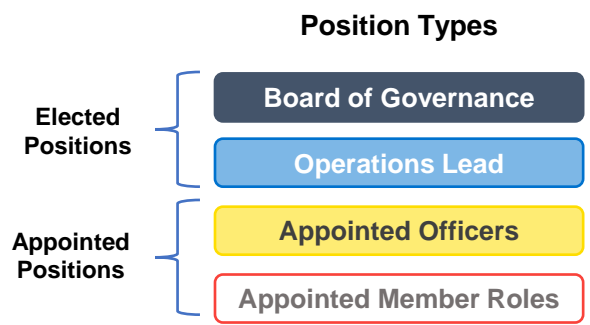 Position Types
Elected
Positions
Board of Governance
Operations Lead
Appointed
Positions
Appointed Officers
Appointed Member Roles